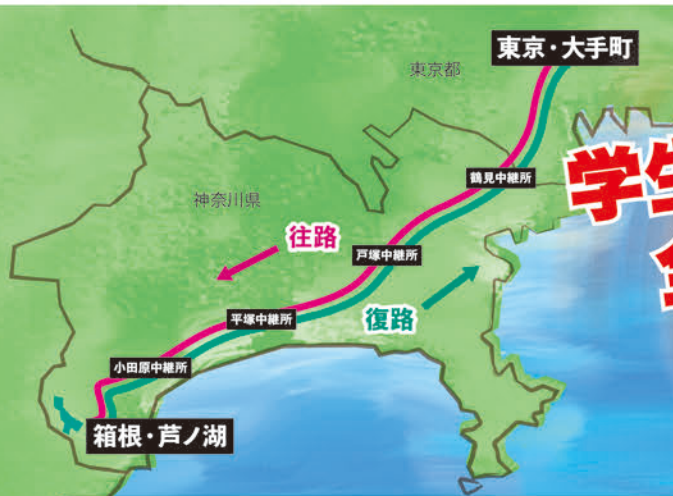 東京・大手町
東京都
鶴見中継所
学生
神奈川県
往路
戸塚中継所
復路
平塚中継所
小田原中継所
箱根・芦ノ湖